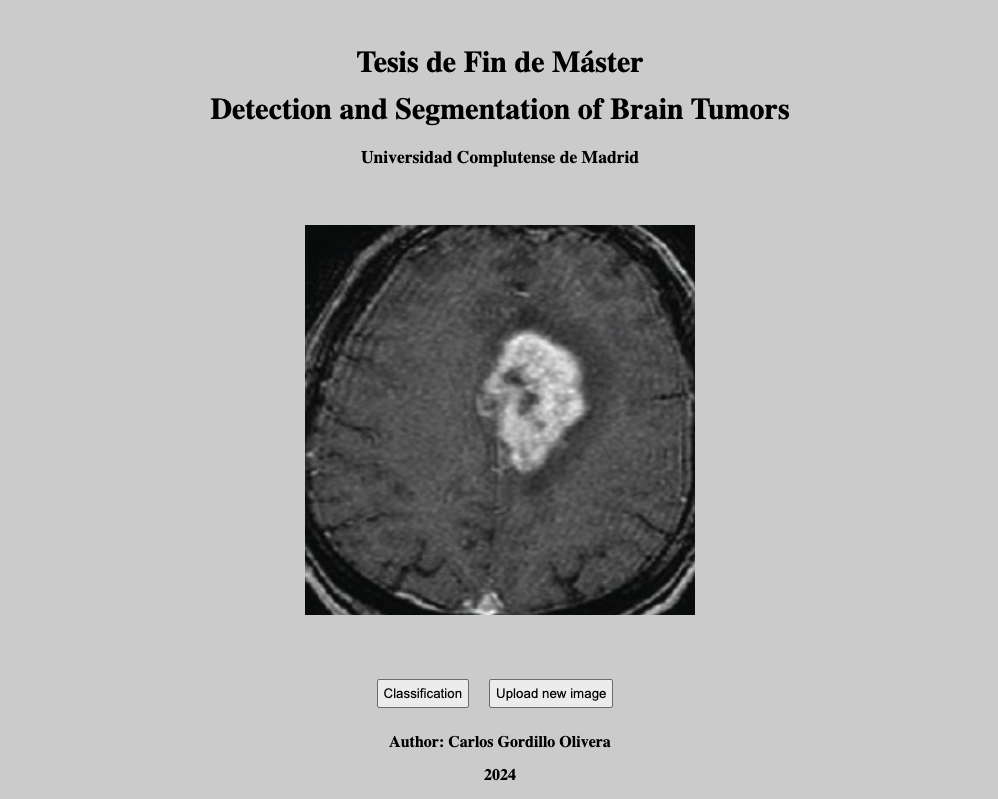 Tesis de Fin de Máster
Detection and Segmentation of Brain Tumors
Universidad Complutense de Madrid
Classification
Upload new image
Author: Carlos Gordillo Olivera
2024